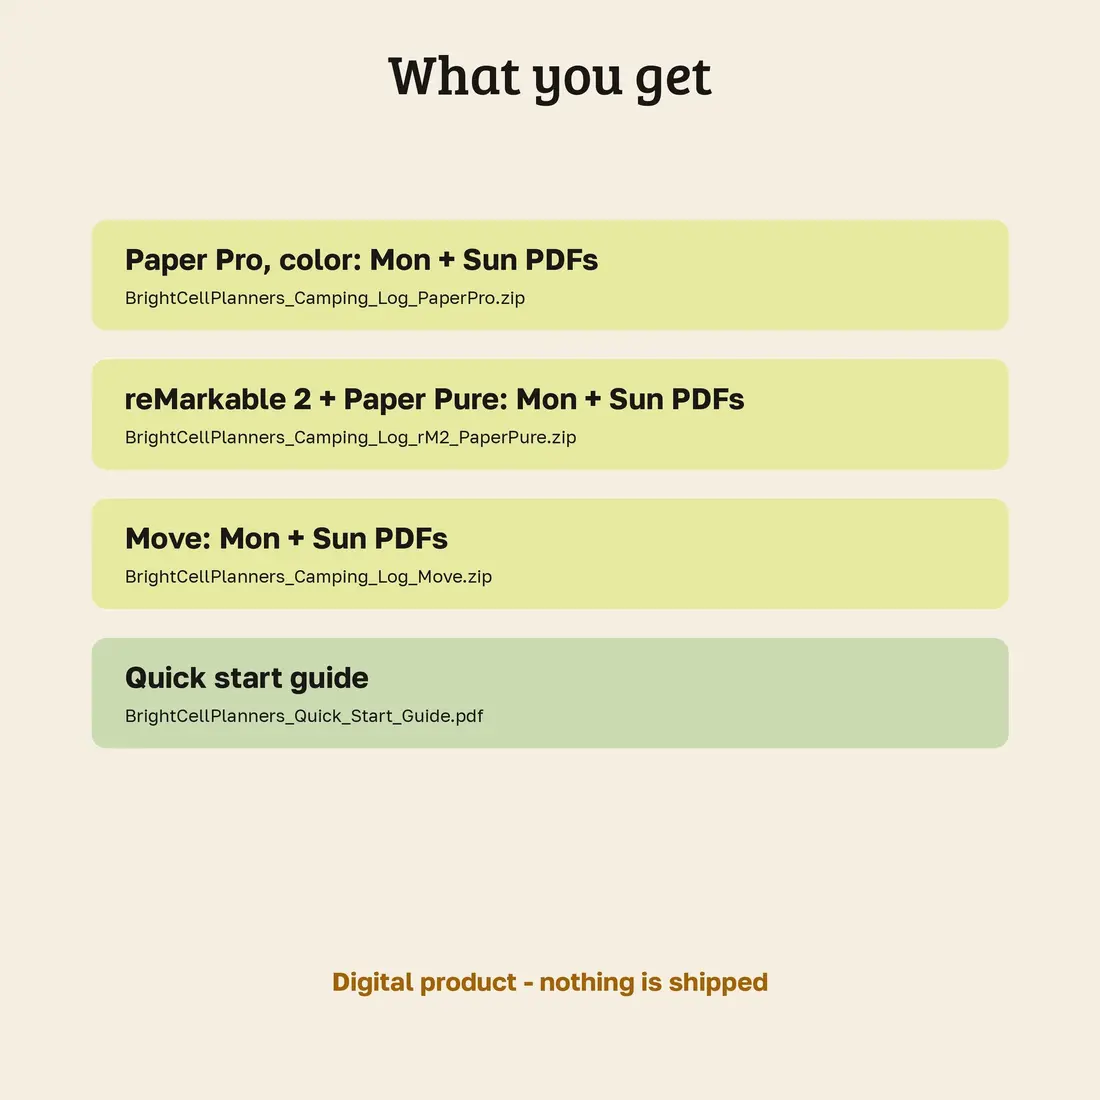 What you get
Paper Pro, color: Mon + Sun PDFs
BrightCellPlanners_Camping_Log_PaperPro.zip
reMarkable 2 + Paper Pure: Mon + Sun PDFs
BrightCellPlanners_Camping_Log_rM2_PaperPure.zip
Move: Mon + Sun PDFs
BrightCellPlanners_Camping_Log_Move.zip
Quick start guide
BrightCellPlanners_Quick_Start_Guide.pdf
Digital product - nothing is shipped